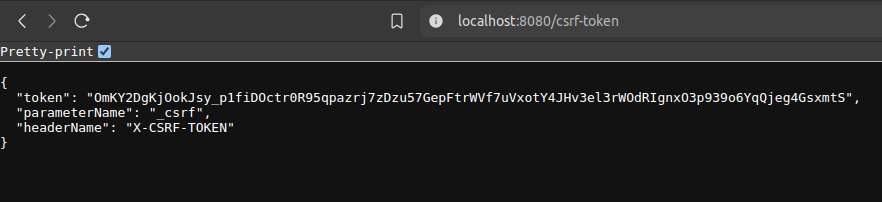 localhost:8080/csrf-token
Pretty-print
{
"token": "OmKY2DgKjOokJsy_p1fiDOctr0R95qpazrj7zDzu57GepFtrWVf7uVxotY4JHv3el3rWOdRIgnxO3p939o6YqQjeg4GsxmtS",
"parameterName": "_csrf",
"headerName": "X-CSRF-TOKEN"
}